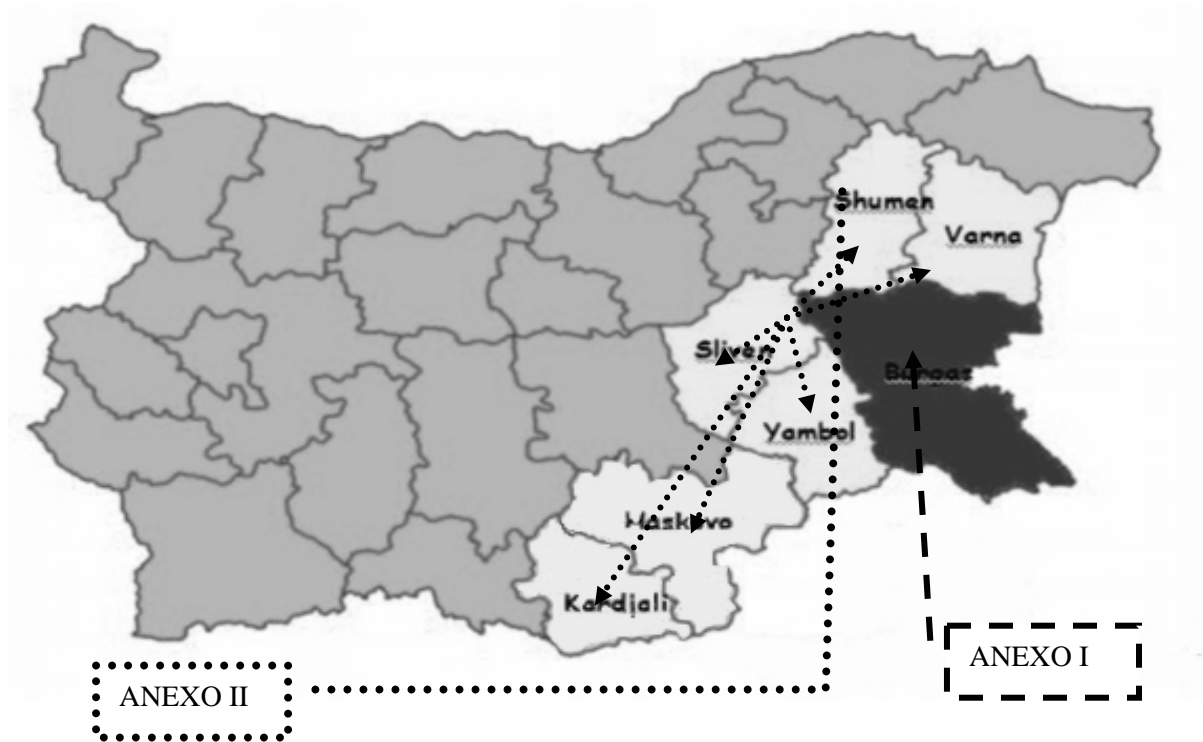 Shumen
Varna
Sliven
Burgas
Yambol
Haskovo
Kardjali
ANEXO I
ANEXO II